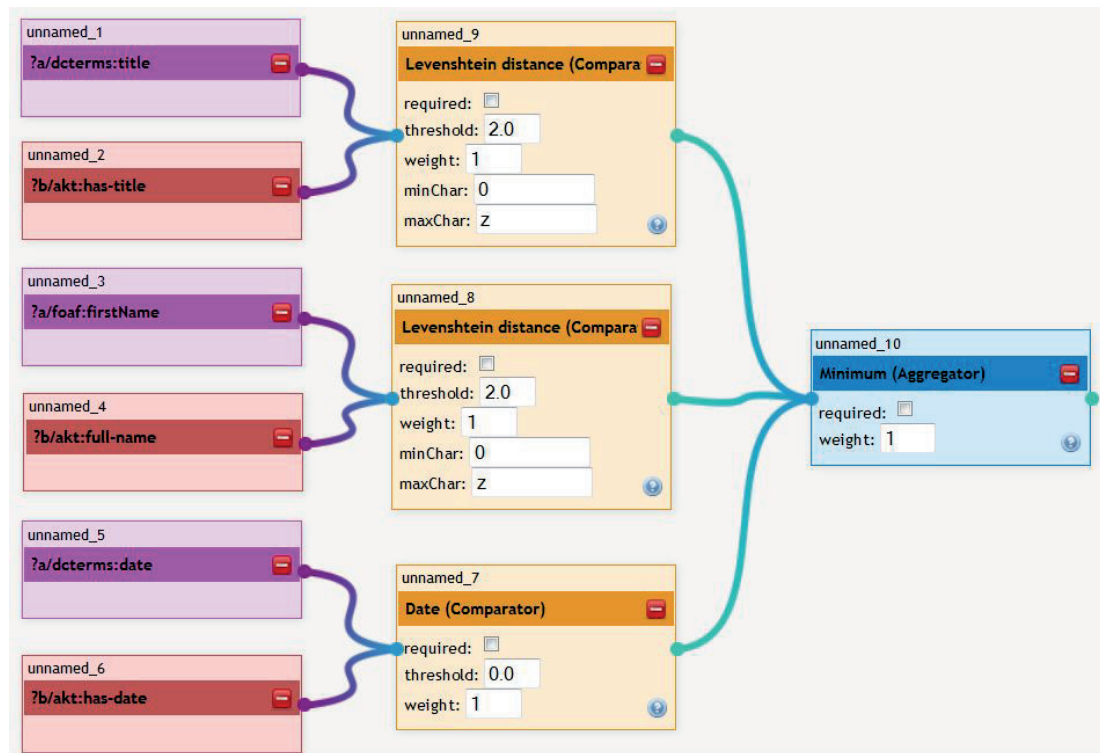 unnamed_1
?a/dcterms:title
unnamed_2
?b/akt:has-title
unnamed_3
?a/foaf:firstName
unnamed_4
?b/akt:full-name
unnamed_5
?a/dcterms:date
unnamed_6
?b/akt:has-date
unnamed_9
Levenshtein distance (Compara
required:
threshold: 2.0
weight: 1
minChar: 0
maxChar: z
unnamed_8
Levenshtein distance (Compara
required:
threshold: 2.0
weight: 1
minChar: 0
maxChar: z
unnamed_7
Date (Comparator)
required:
threshold: 0.0
weight: 1
unnamed_10
Minimum (Aggregator)
required:
weight: 1